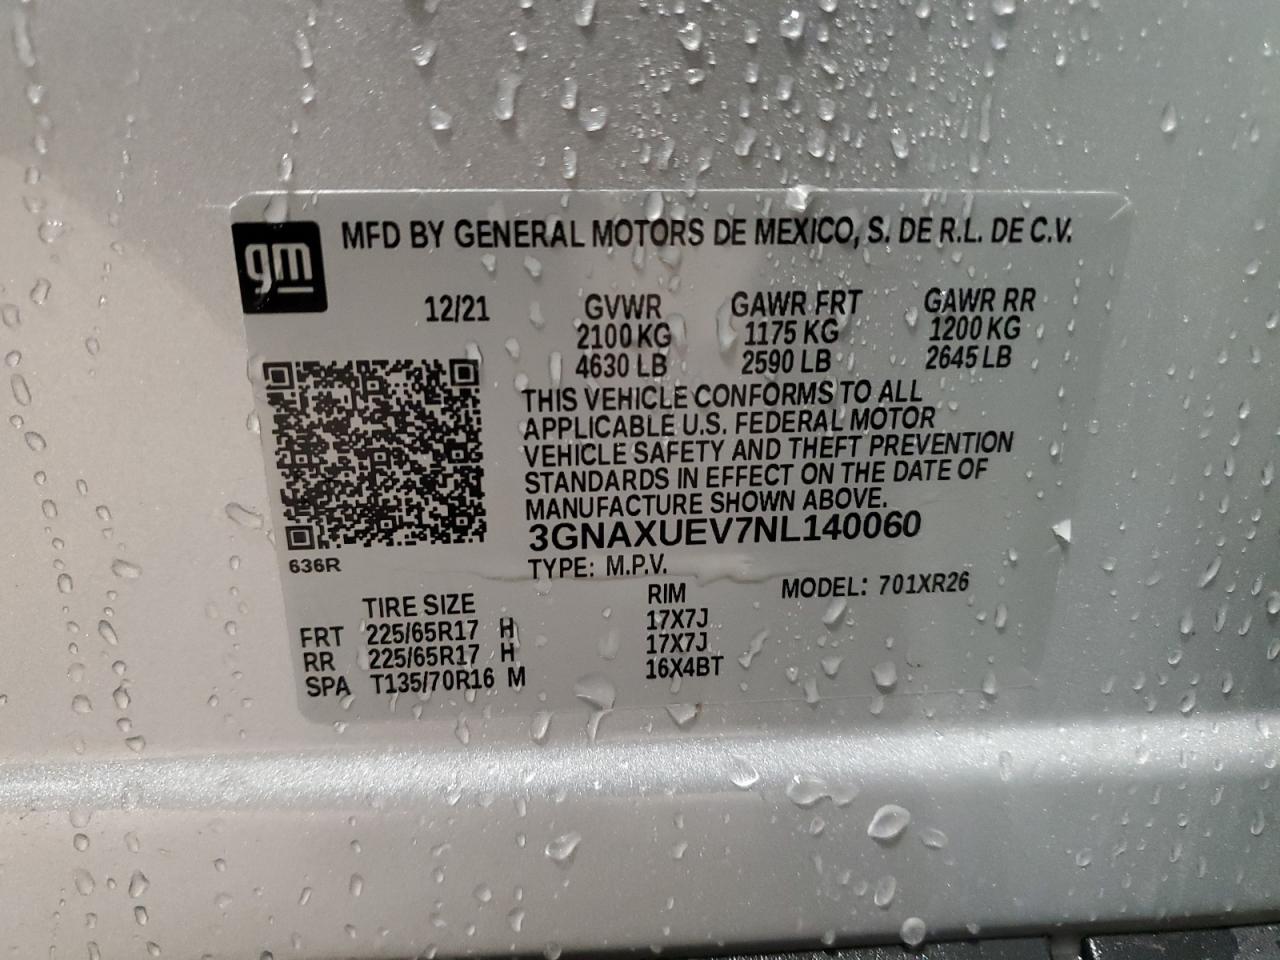 gm
MFD BY GENERAL MOTORS DE MEXICO, S. DE R.L. DE C.V.
12/21 GVWR GAWR FRT GAWR RR
2100 KG 1175 KG 1200 KG
4630 LB 2590 LB 2645 LB
THIS VEHICLE CONFORMS TO ALL
APPLICABLE U.S. FEDERAL MOTOR
VEHICLE SAFETY AND THEFT PREVENTION
STANDARDS IN EFFECT ON THE DATE OF
MANUFACTURE SHOWN ABOVE.
3GNAXUEV7NL140060
636R
TYPE: M.P.V.
MODEL: 701XR26
TIRE SIZE RIM
FRT 225/65R17 H 17X7J
RR 225/65R17 H 17X7J
SPA T135/70R16 M 16X4BT